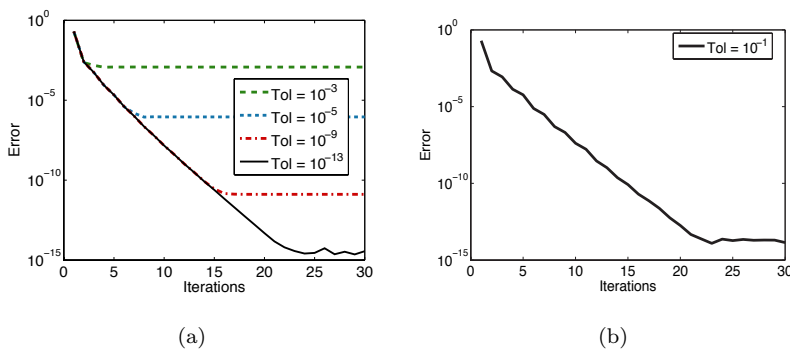 10^0
10^-5
10^-10
10^-15
Error
Tol = 10^-3
Tol = 10^-5
Tol = 10^-9
Tol = 10^-13
0 5 10 15 20 25 30
Iterations
(a)
10^0
10^-5
10^-10
10^-15
Error
Tol = 10^-1
0 5 10 15 20 25 30
Iterations
(b)